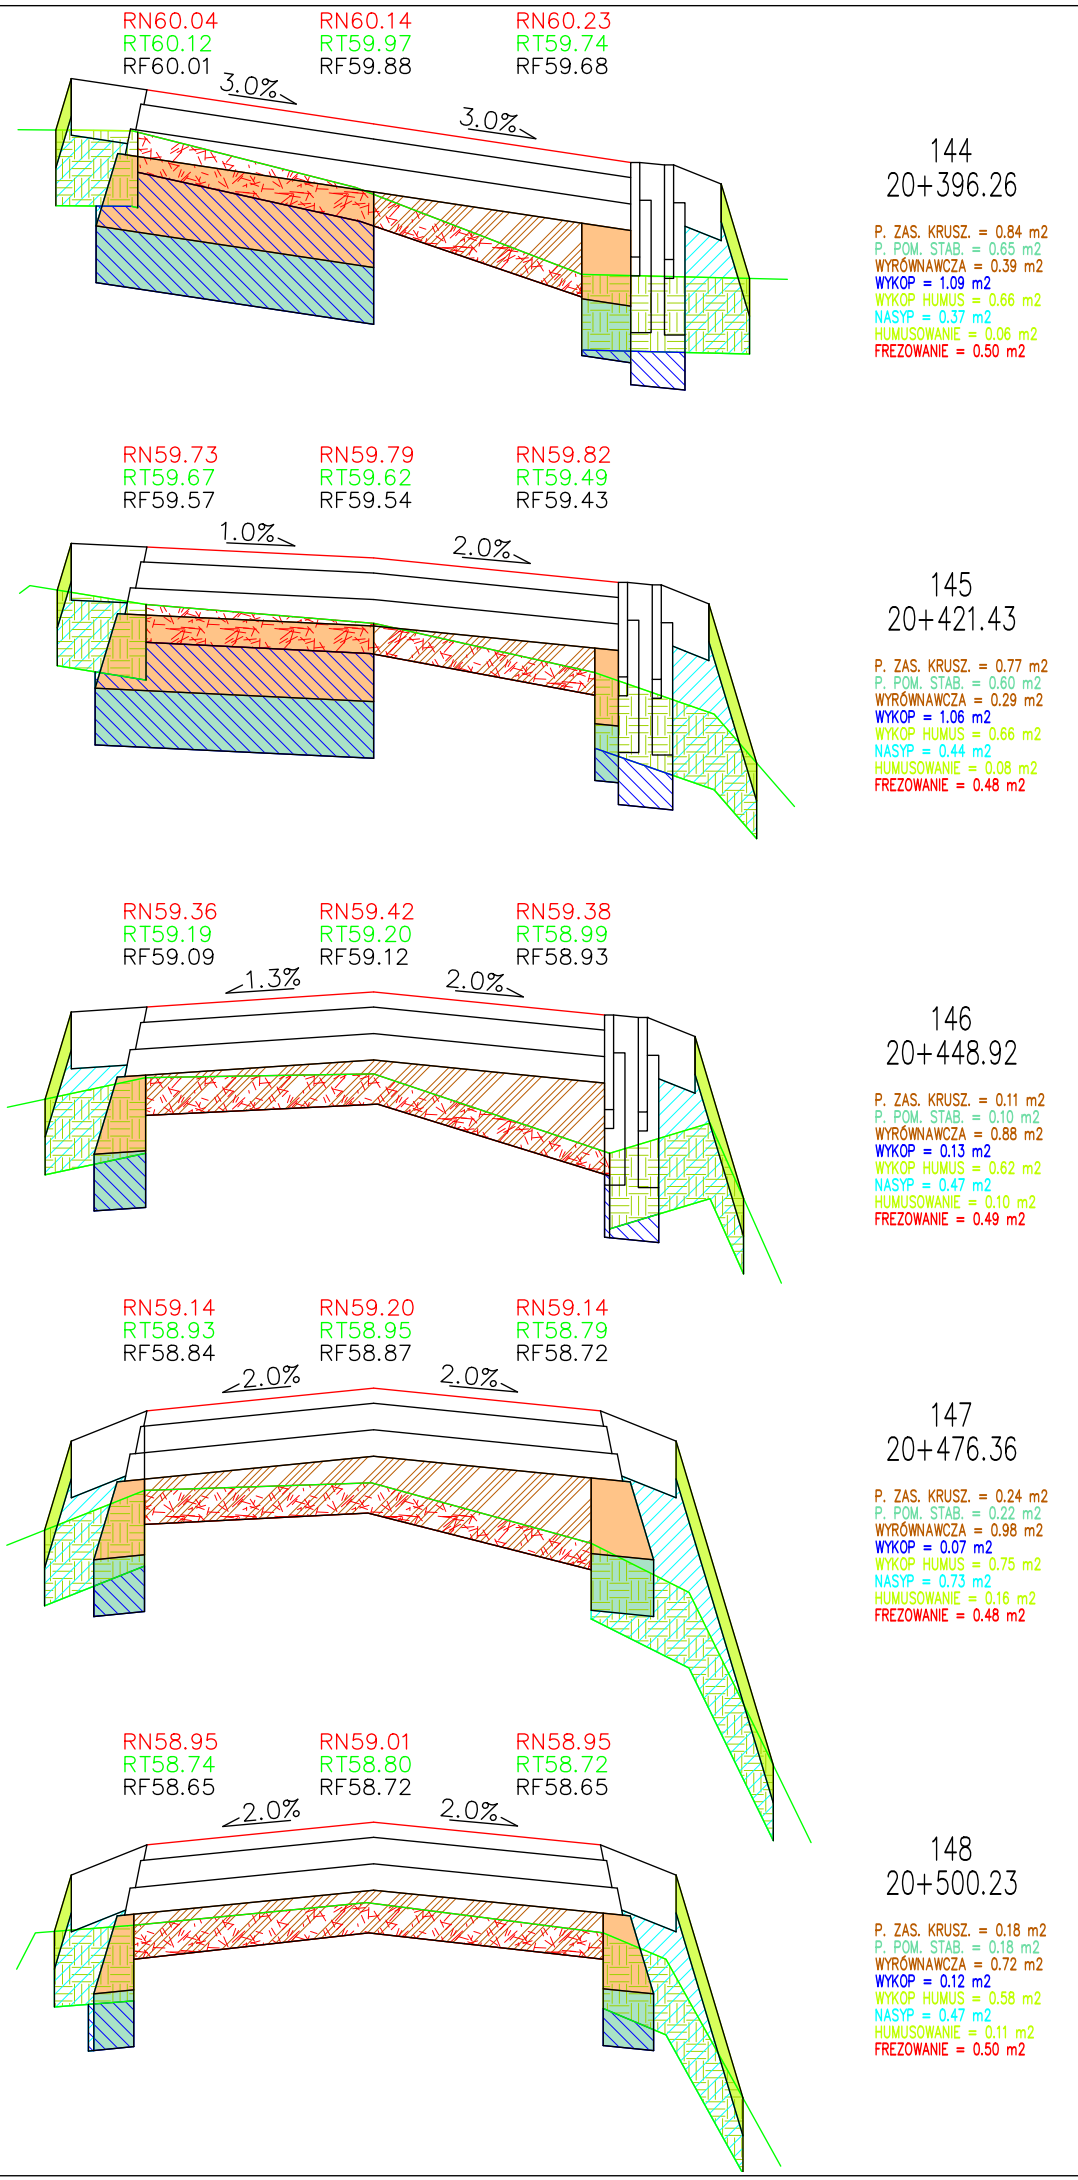 RN60.04 RN60.14 RN60.23
RT60.12 RT59.97 RT59.74
RF60.01 RF59.88 RF59.68
3.0%
3.0%
144
20+396.26
P. ZAS. KRUSZ. = 0.84 m2
P. POM. STAB. = 0.65 m2
WYRÓWNAWCZA = 0.39 m2
WYKOP = 1.09 m2
WYKOP HUMUS = 0.66 m2
NASYP = 0.37 m2
HUMUSOWANIE = 0.06 m2
FREZOWANIE = 0.50 m2
RN59.73 RN59.79 RN59.82
RT59.67 RT59.62 RT59.49
RF59.57 RF59.54 RF59.43
1.0%
2.0%
145
20+421.43
P. ZAS. KRUSZ. = 0.77 m2
P. POM. STAB. = 0.60 m2
WYRÓWNAWCZA = 0.29 m2
WYKOP = 1.06 m2
WYKOP HUMUS = 0.66 m2
NASYP = 0.44 m2
HUMUSOWANIE = 0.08 m2
FREZOWANIE = 0.48 m2
RN59.36 RN59.42 RN59.38
RT59.19 RT59.20 RT58.99
RF59.09 RF59.12 RF58.93
1.3% 2.0%
146
20+448.92
P. ZAS. KRUSZ. = 0.11 m2
P. POM. STAB. = 0.10 m2
WYRÓWNAWCZA = 0.88 m2
WYKOP = 0.13 m2
WYKOP HUMUS = 0.62 m2
NASYP = 0.47 m2
HUMUSOWANIE = 0.10 m2
FREZOWANIE = 0.49 m2
RN59.14 RN59.20 RN59.14
RT58.93 RT58.95 RT58.79
RF58.84 RF58.87 RF58.72
2.0% 2.0%
147
20+476.36
P. ZAS. KRUSZ. = 0.24 m2
P. POM. STAB. = 0.22 m2
WYRÓWNAWCZA = 0.98 m2
WYKOP = 0.07 m2
WYKOP HUMUS = 0.75 m2
NASYP = 0.73 m2
HUMUSOWANIE = 0.16 m2
FREZOWANIE = 0.48 m2
RN58.95 RN59.01 RN58.95
RT58.74 RT58.80 RT58.72
RF58.65 RF58.72 RF58.65
2.0% 2.0%
148
20+500.23
P. ZAS. KRUSZ. = 0.18 m2
P. POM. STAB. = 0.18 m2
WYRÓWNAWCZA = 0.72 m2
WYKOP = 0.12 m2
WYKOP HUMUS = 0.58 m2
NASYP = 0.47 m2
HUMUSOWANIE = 0.11 m2
FREZOWANIE = 0.50 m2